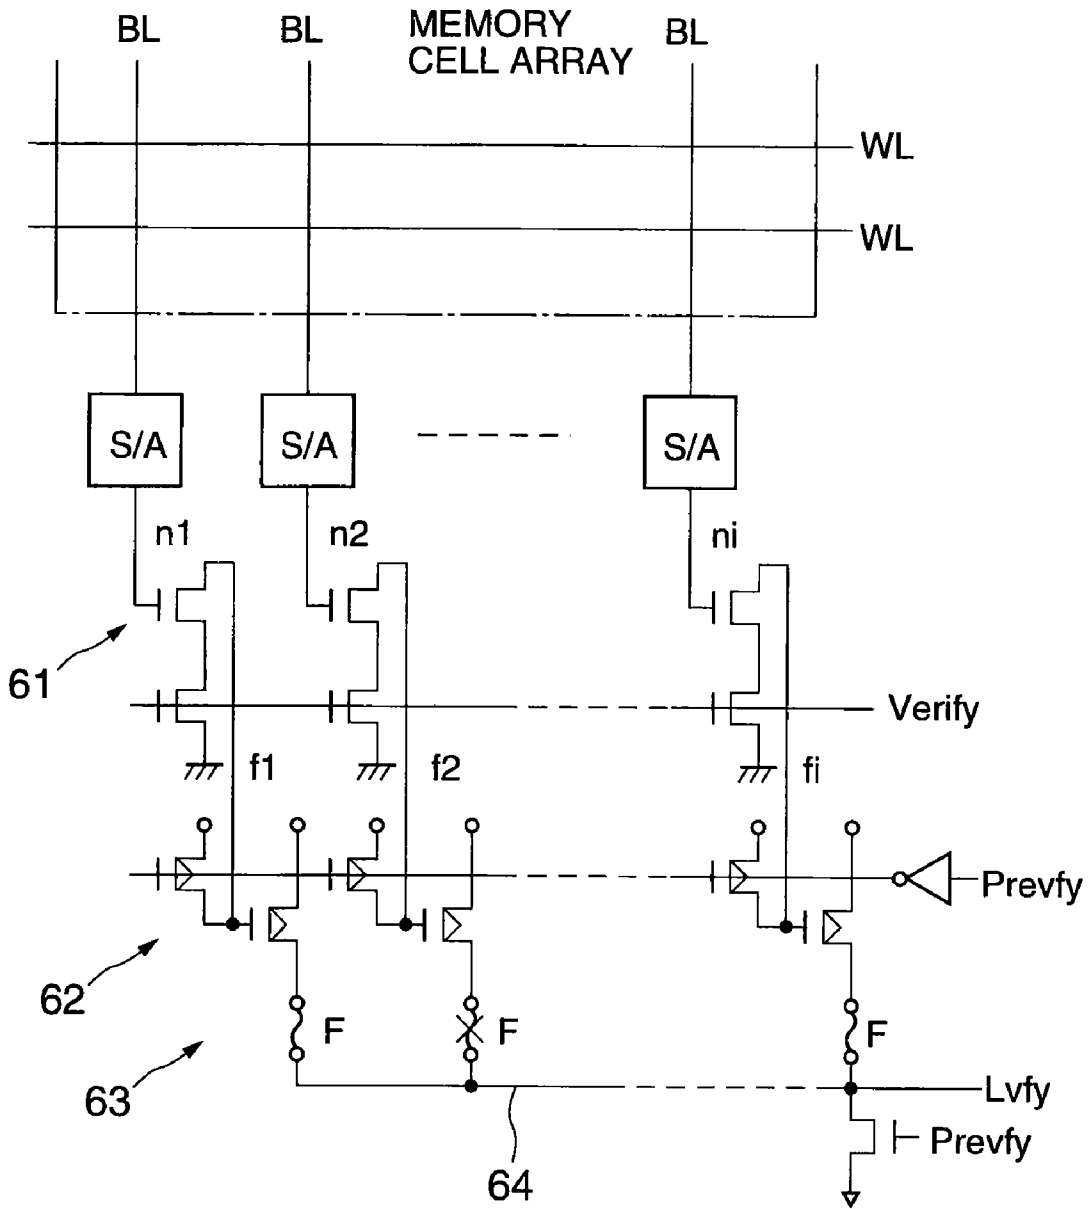 BL BL MEMORY BL
CELL ARRAY
WL
WL
S/A S/A S/A
n1 n2 ni
61
Verify
f1 f2 fi
Prevfy
62
F F F
63
Lvfy
Prevfy
64